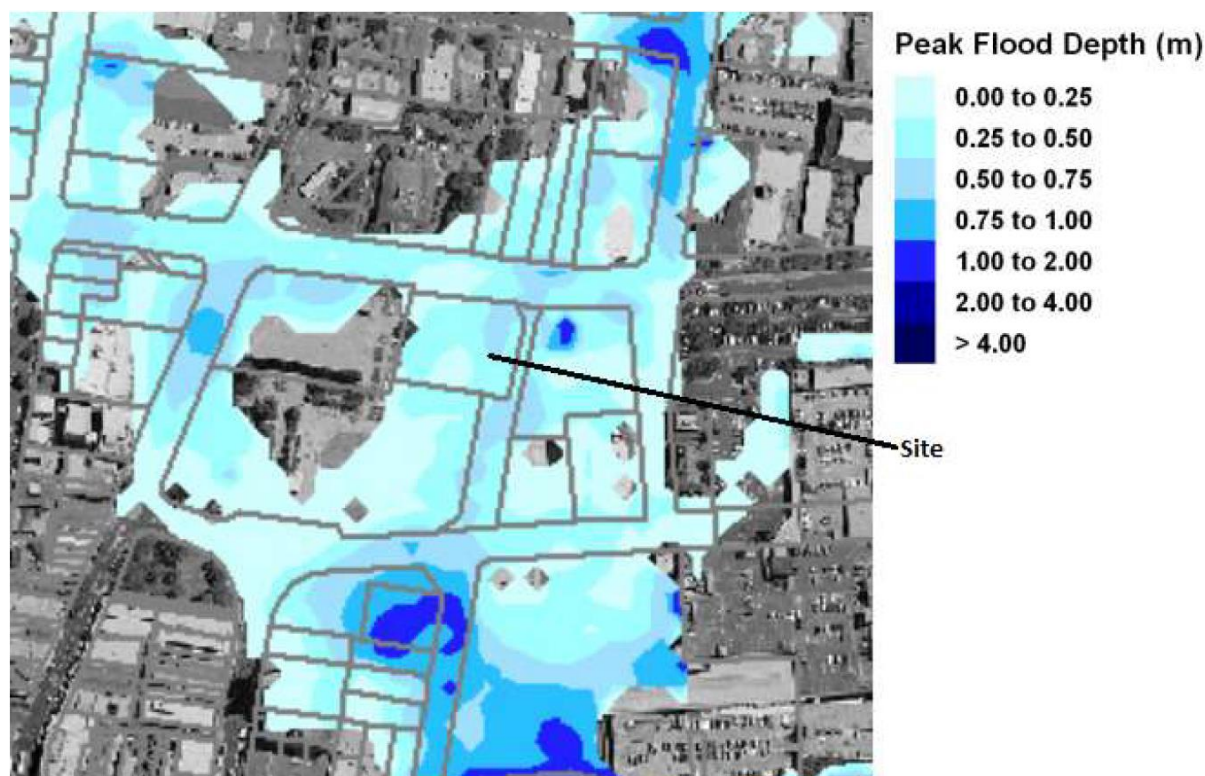 Peak Flood Depth (m)
0.00 to 0.25
0.25 to 0.50
0.50 to 0.75
0.75 to 1.00
1.00 to 2.00
2.00 to 4.00
> 4.00
Site